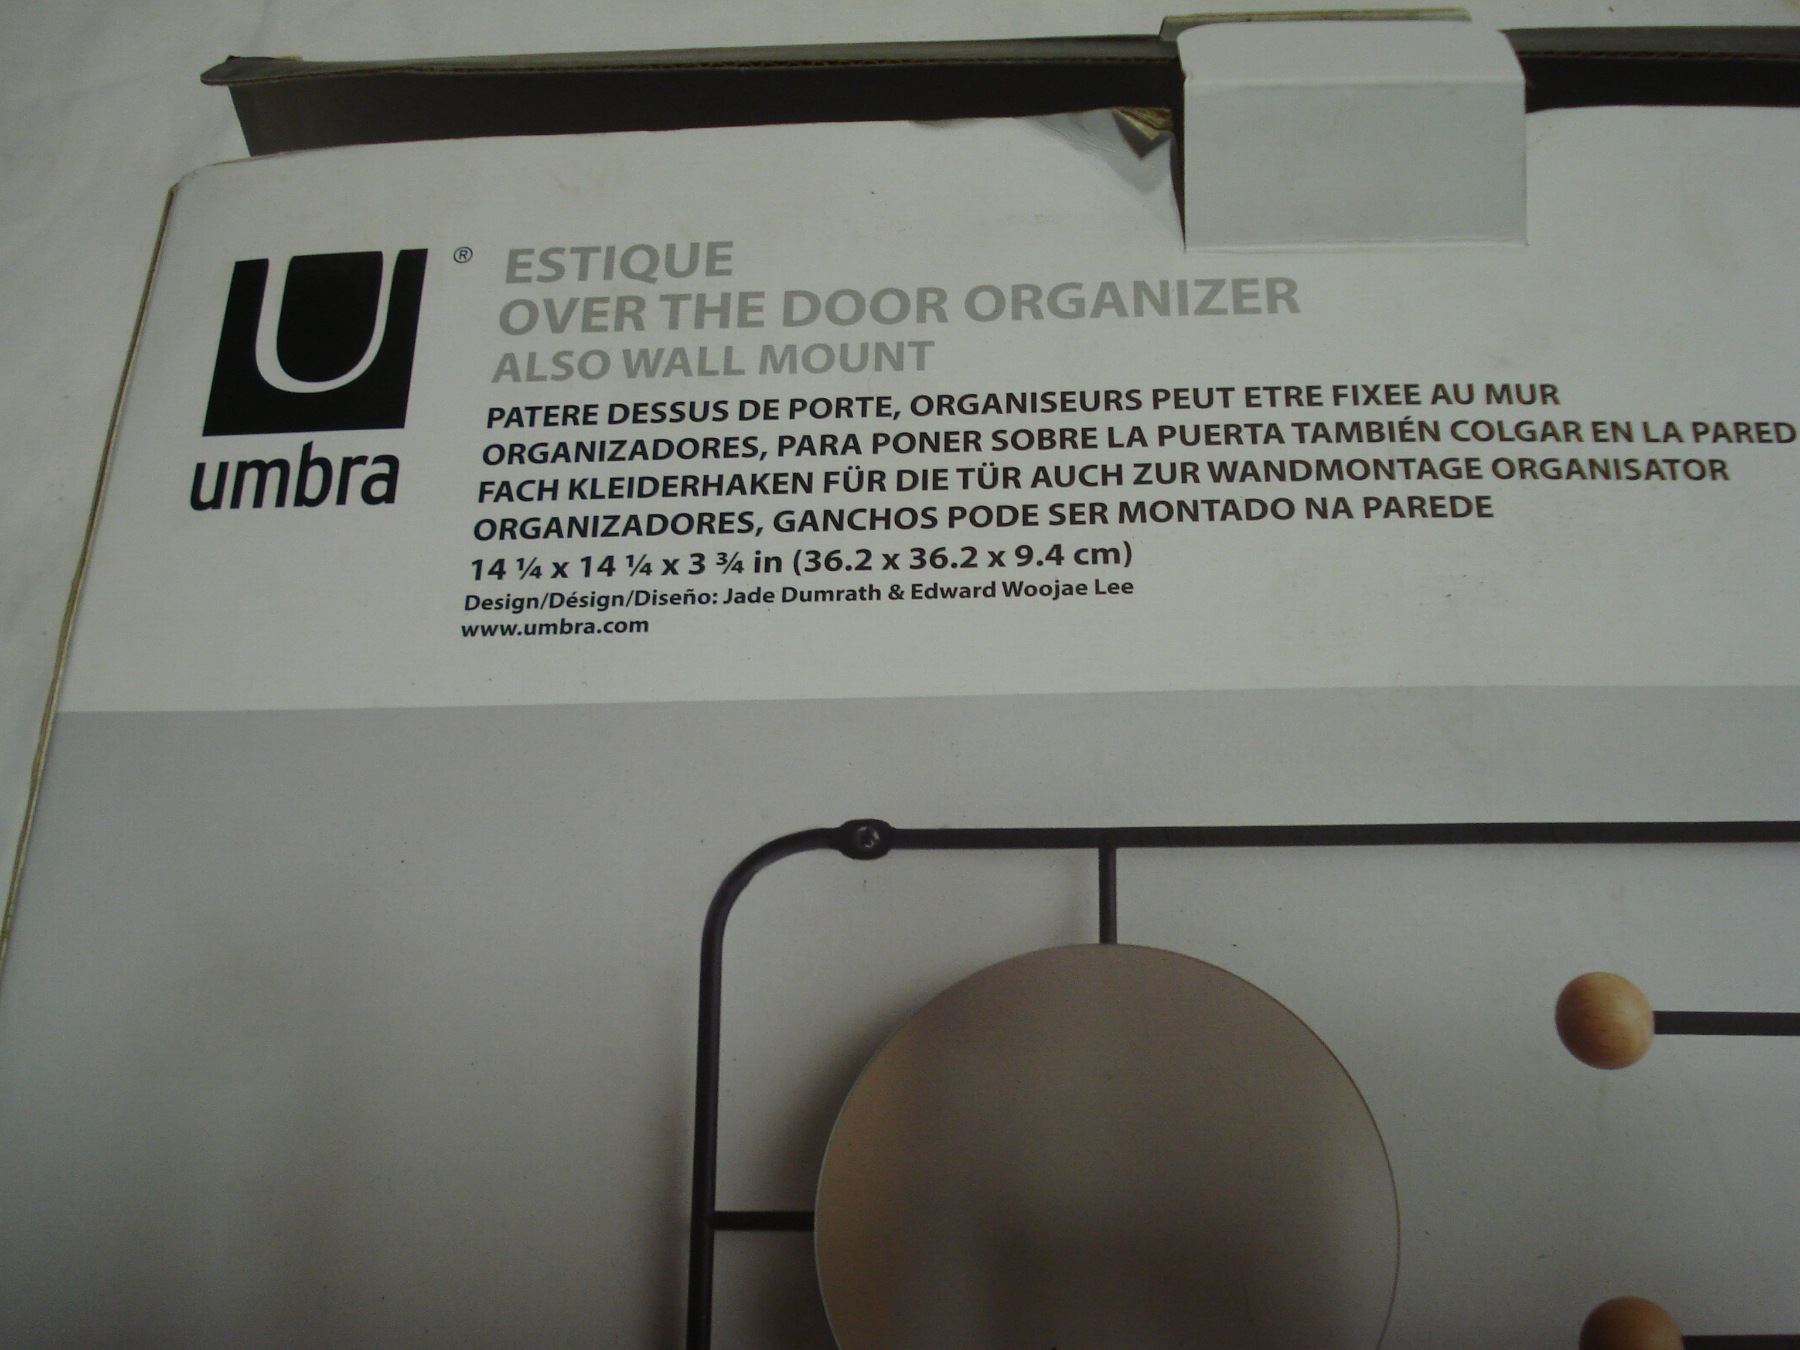 U
®
umbra
ESTIQUE
OVER THE DOOR ORGANIZER
ALSO WALL MOUNT
PATERE DESSUS DE PORTE, ORGANISEURS PEUT ETRE FIXEE AU MUR
ORGANIZADORES, PARA PONER SOBRE LA PUERTA TAMBIÉN COLGAR EN LA PARED
FACH KLEIDERHAKEN FÜR DIE TÜR AUCH ZUR WANDMONTAGE ORGANISATOR
ORGANIZADORES, GANCHOS PODE SER MONTADO NA PAREDE
14 ¼ x 14 ¼ x 3 ¾ in (36.2 x 36.2 x 9.4 cm)
Design/Désign/Diseño: Jade Dumrath & Edward Woojae Lee
www.umbra.com